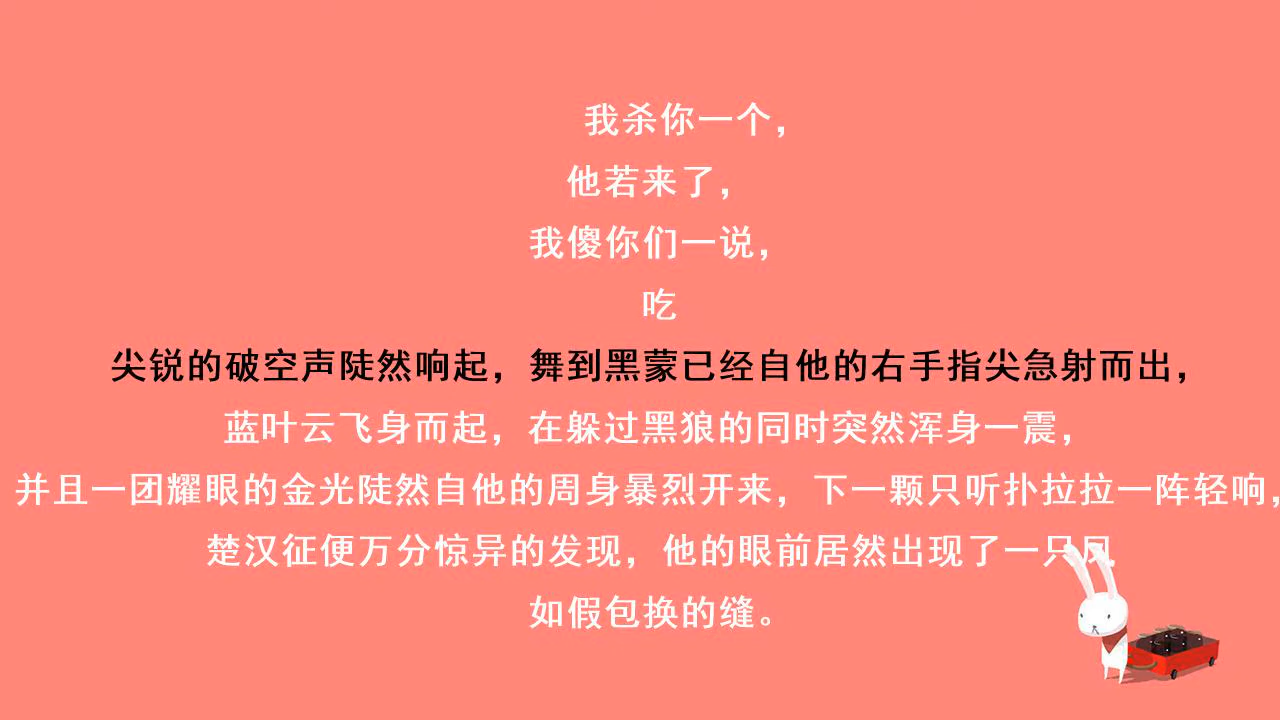 我杀你一个，
他若来了，
我傻你们一说，
吃
尖锐的破空声陡然响起，舞到黑蒙已经自他的右手指尖急射而出，
蓝叶云飞身而起，在躲过黑狼的同时突然浑身一震，
并且一团耀眼的金光陡然自他的周身暴烈开来，下一颗只听扑拉拉一阵轻响，
楚汉征便万分惊异的发现，他的眼前居然出现了一只凤
如假包换的缝。